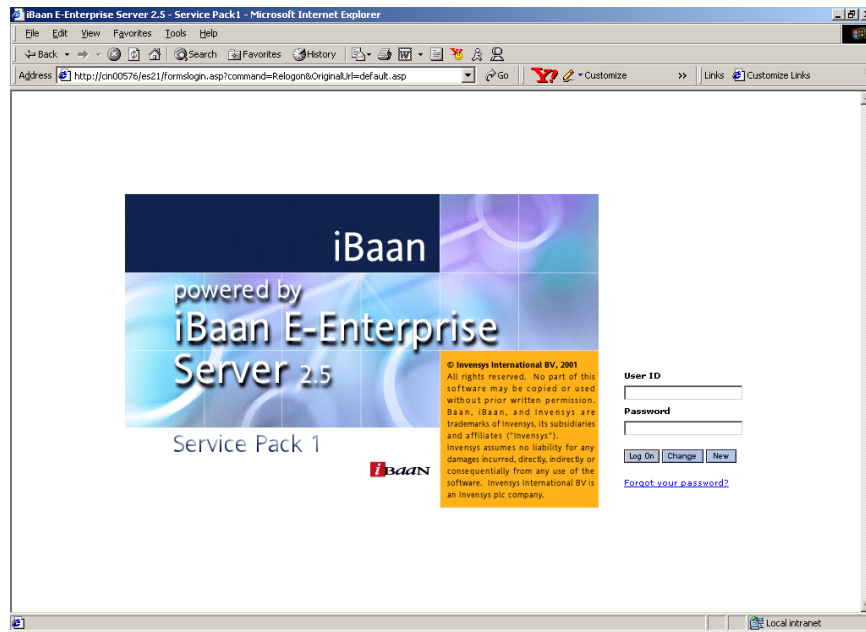 iBaan E-Enterprise Server 2.5 - Service Pack1 - Microsoft Internet Explorer
File Edit View Favorites Tools Help
Back Search Favorites History
Address http://cin00576/es21/formslogin.asp?command=Relogon&OriginalUrl=default.asp Go Y! Customize >> Links Customize Links
iBaan
powered by
iBaan E-Enterprise
Server 2.5
Service Pack 1
iBaan
© Invensys International BV, 2001
All rights reserved. No part of this
software may be copied or used
without prior written permission.
Baan, iBaan, and Invensys are
trademarks of Invensys, its subsidiaries
and affiliates ("Invensys").
Invensys assumes no liability for any
damages incurred, directly, indirectly or
consequentially from any use of the
software. Invensys International BV is
an Invensys plc company.
User ID
Password
Log On Change New
Forgot your password?
Local intranet